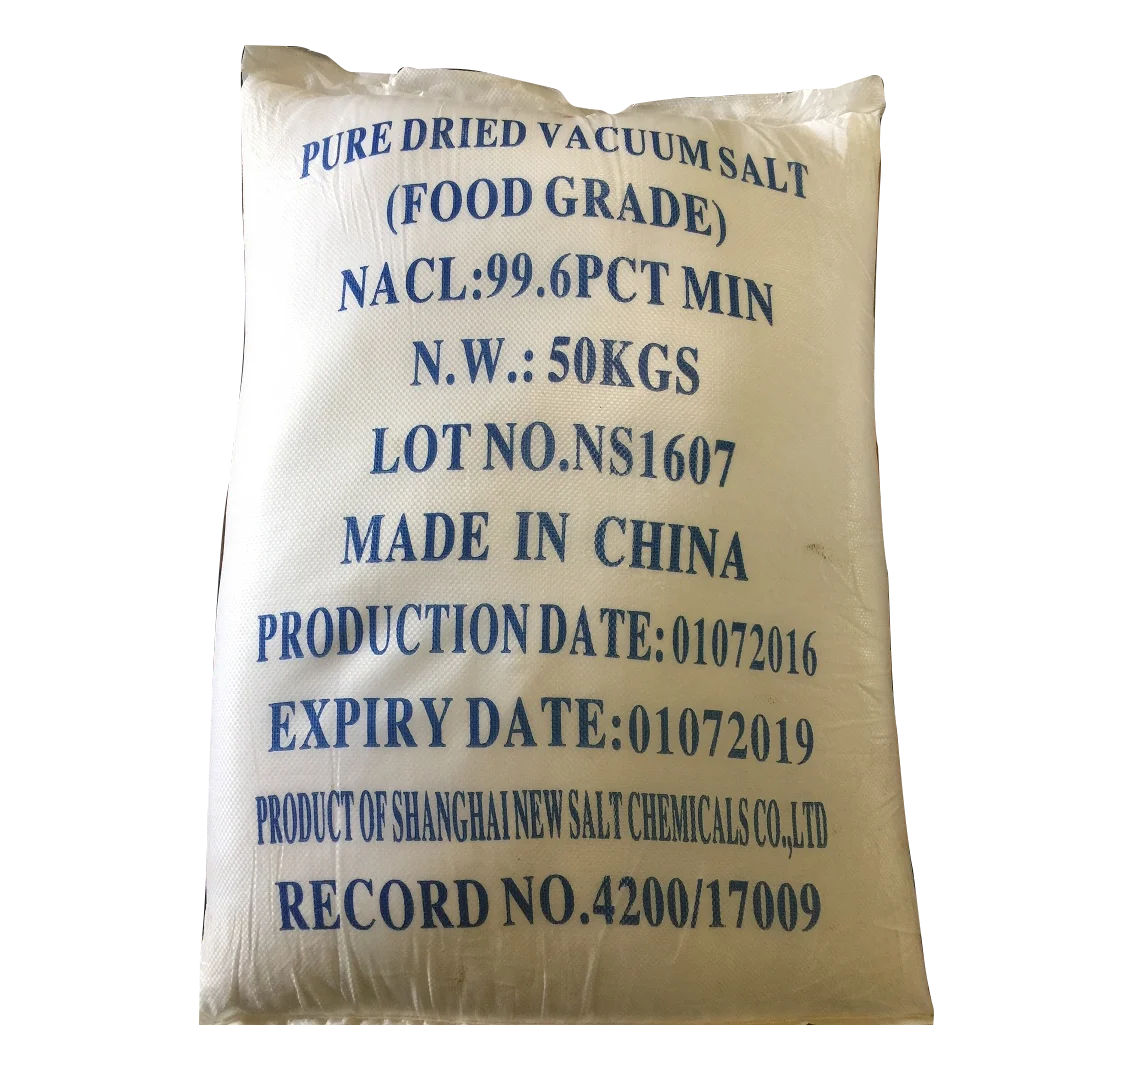 PURE DRIED VACUUM SALT
(FOOD GRADE)
NACL:99.6PCT MIN
N.W.: 50KGS
LOT NO.NS1607
MADE IN CHINA
PRODUCTION DATE:01072016
EXPIRY DATE:01072019
PRODUCT OF SHANGHAI NEW SALT CHEMICALS CO.,LTD
RECORD NO.4200/17009